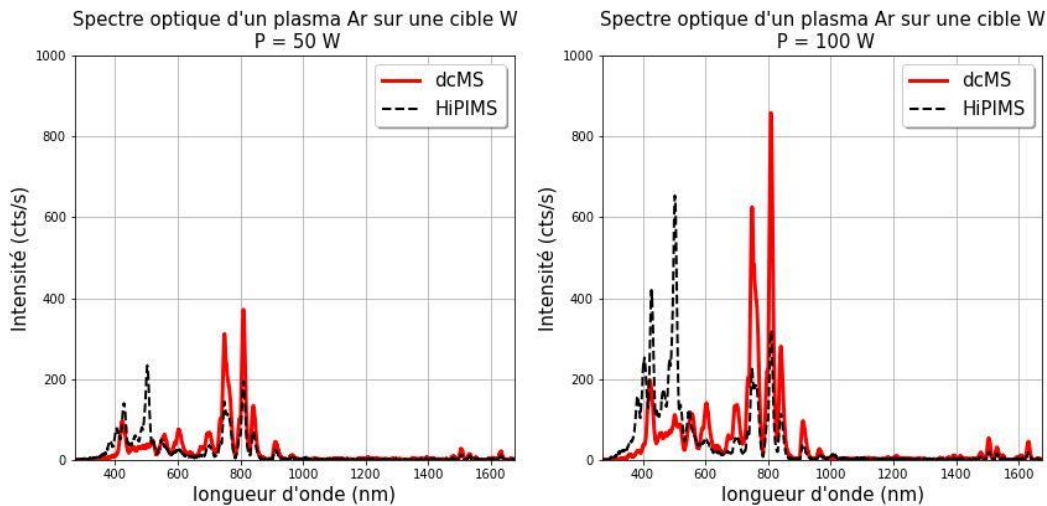 Spectre optique d'un plasma Ar sur une cible W
P = 50 W
1000
800
600
400
200
0
Intensité (cts/s)
dcMS
HiPIMS
400 600 800 1000 1200 1400 1600
longueur d'onde (nm)
Spectre optique d'un plasma Ar sur une cible W
P = 100 W
1000
800
600
400
200
0
Intensité (cts/s)
dcMS
HiPIMS
400 600 800 1000 1200 1400 1600
longueur d'onde (nm)